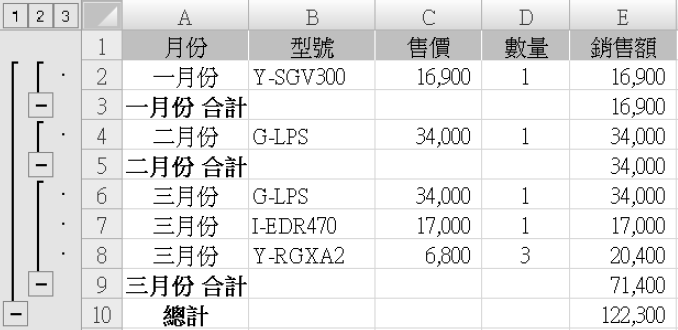 1 2 3 A B C D E
1 月份 型號 售價 數量 銷售額
2 一月份 Y-SGV300 16,900 1 16,900
3 一月份 合計 16,900
4 二月份 G-LPS 34,000 1 34,000
5 二月份 合計 34,000
6 三月份 G-LPS 34,000 1 34,000
7 三月份 I-EDR470 17,000 1 17,000
8 三月份 Y-RGXA2 6,800 3 20,400
9 三月份 合計 71,400
10 總計 122,300